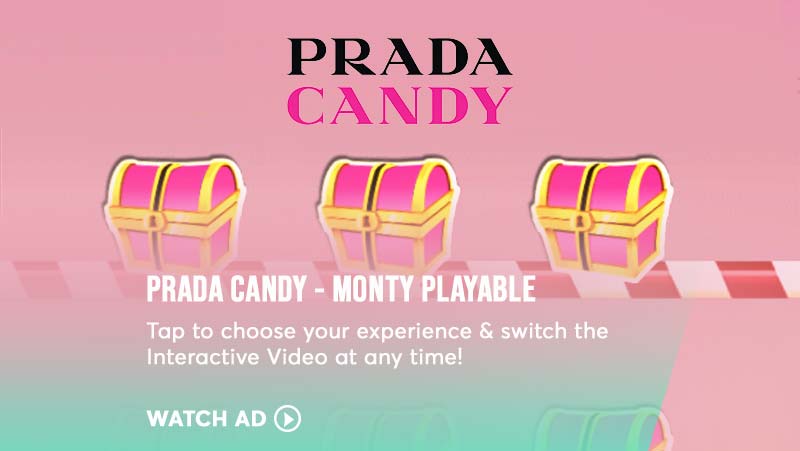 PRADA
CANDY
PRADA CANDY - MONTY PLAYABLE
Tap to choose your experience & switch the
Interactive Video at any time!
WATCH AD